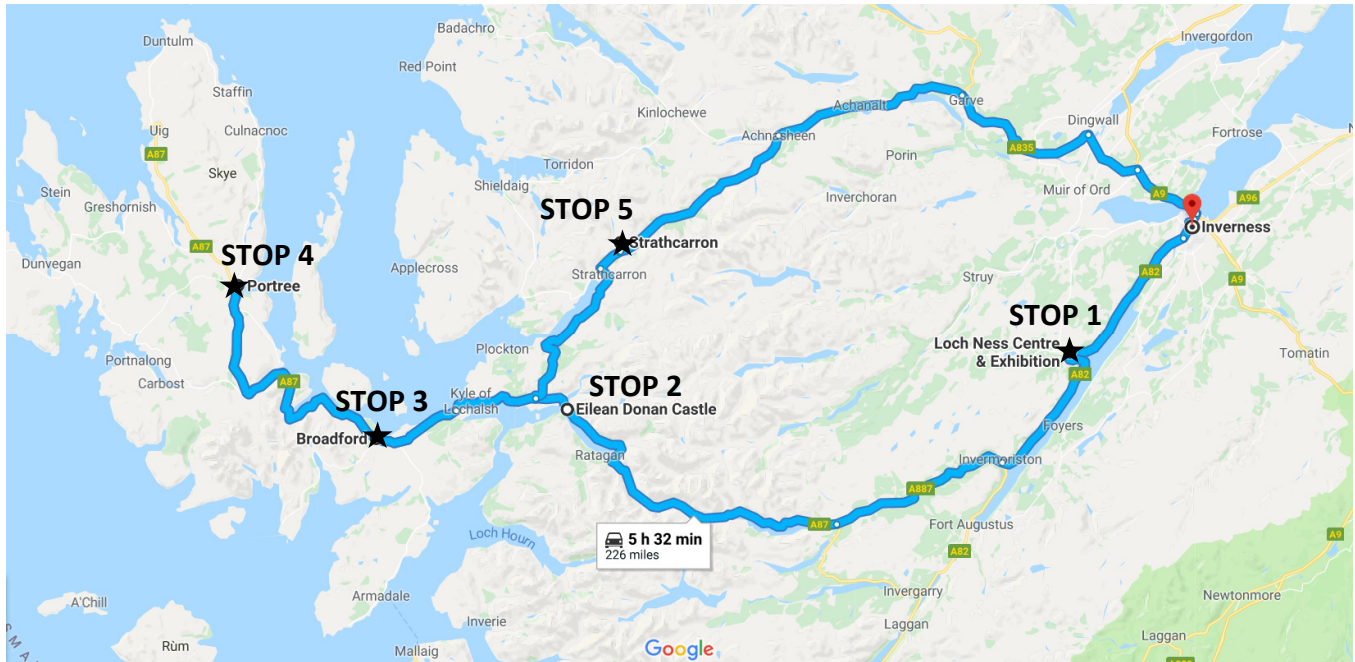 Badachro
Invergordon
Duntulm
Red Point
Staffin
Kinlochewe
Achanalt
Garve
Uig
Culnacnoc
Dingwall
Fortrose
A87
Achnasheen
A835
Torridon
Porin
Skye
Shieldaig
Muir of Ord
A9
A96
Stein
Inverchoran
Greshornish
STOP 5
Inverness
Strathcarron
A87
STOP 4
Dunvegan
Applecross
Strathcarron
Struy
A82
A9
Portree
STOP 1
Loch Ness Centre
& Exhibition
Plockton
Tomatin
Portnalong
A82
Carbost
A87
STOP 2
Kyle of
Lochalsh
STOP 3
Eilean Donan Castle
Foyers
Broadford
Ratagan
Invermoriston
A887
A87
Fort Augustus
Loch Hourn
5 h 32 min
226 miles
A82
A9
Invergarry
Armadale
A'Chill
Newtonmore
Inverie
Laggan
Rùm
Mallaig
Google
Laggan